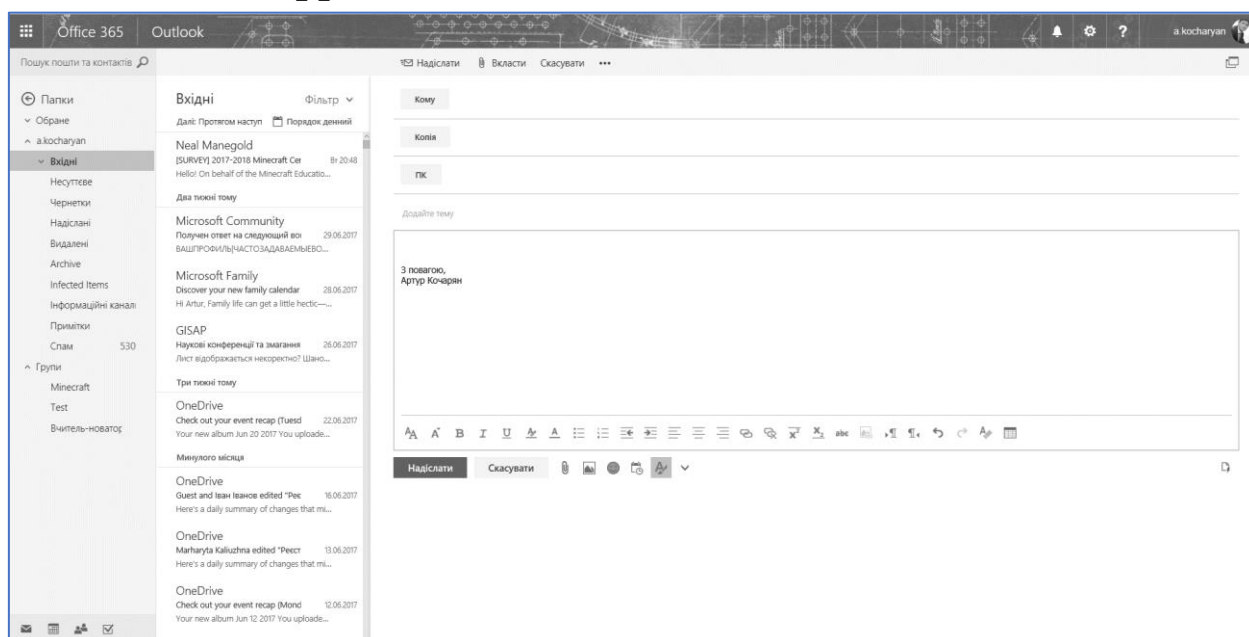 Office 365 Outlook a.kocharyan
Пошук пошти та контактів
Надіслати Вкласти Скасувати •••
Папки
Обране
a.kocharyan
Вхідні
Несуттєве
Чернетки
Надіслані
Видалені
Archive
Infected Items
Інформаційні канали
Примітки
Спам 530
Групи
Minecraft
Test
Вчитель-новатор
Вхідні Фільтр
Далі: Протягом наступ Порядок денний
Neal Manegold
[SURVEY] 2017-2018 Minecraft Cer Вт 20:48
Hello! On behalf of the Minecraft Educatio...
Два тижні тому
Microsoft Community
Получен ответ на следующий воп 29.06.2017
ВАШПРОФИЛЬ|ЧАСТОЗАДАВАЕМЫЕВО...
Microsoft Family
Discover your new family calendar 28.06.2017
Hi Artur, Family life can get a little hectic—...
GISAP
Наукові конференції та змагання 26.06.2017
Лист відображається некоректно? Шано...
Три тижні тому
OneDrive
Check out your event recap (Tuesd 22.06.2017
Your new album Jun 20 2017 You uploade...
Минулого місяця
OneDrive
Guest and Іван Іванов edited "Рес 16.06.2017
Here's a daily summary of changes that mi...
OneDrive
Marharyta Kaliuzhna edited "Реєст 13.06.2017
Here's a daily summary of changes that mi...
OneDrive
Check out your event recap (Mond 12.06.2017
Your new album Jun 12 2017 You uploade...
Кому
Копія
ПК
Додайте тему
З повагою,
Артур Кочарян
Надіслати Скасувати